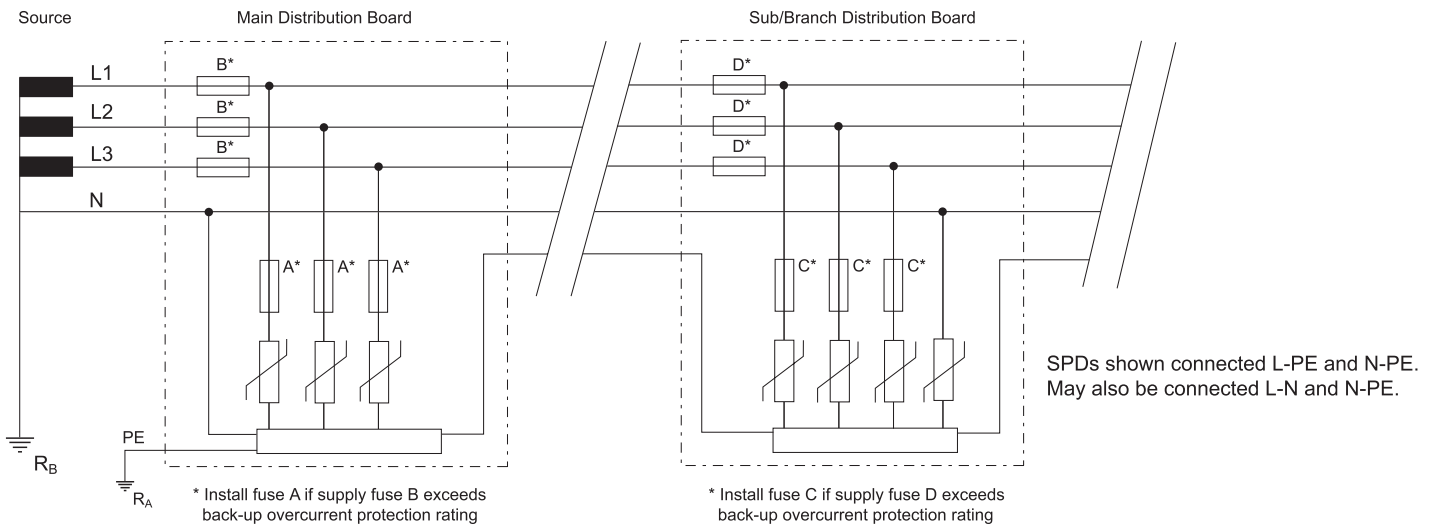 Source
Main Distribution Board
Sub/Branch Distribution Board
L1
B*
D*
L2
B*
D*
L3
B*
D*
N
A*
A*
A*
C*
C*
C*
SPDs shown connected L-PE and N-PE.
May also be connected L-N and N-PE.
PE
RB
RA
* Install fuse A if supply fuse B exceeds
back-up overcurrent protection rating
* Install fuse C if supply fuse D exceeds
back-up overcurrent protection rating